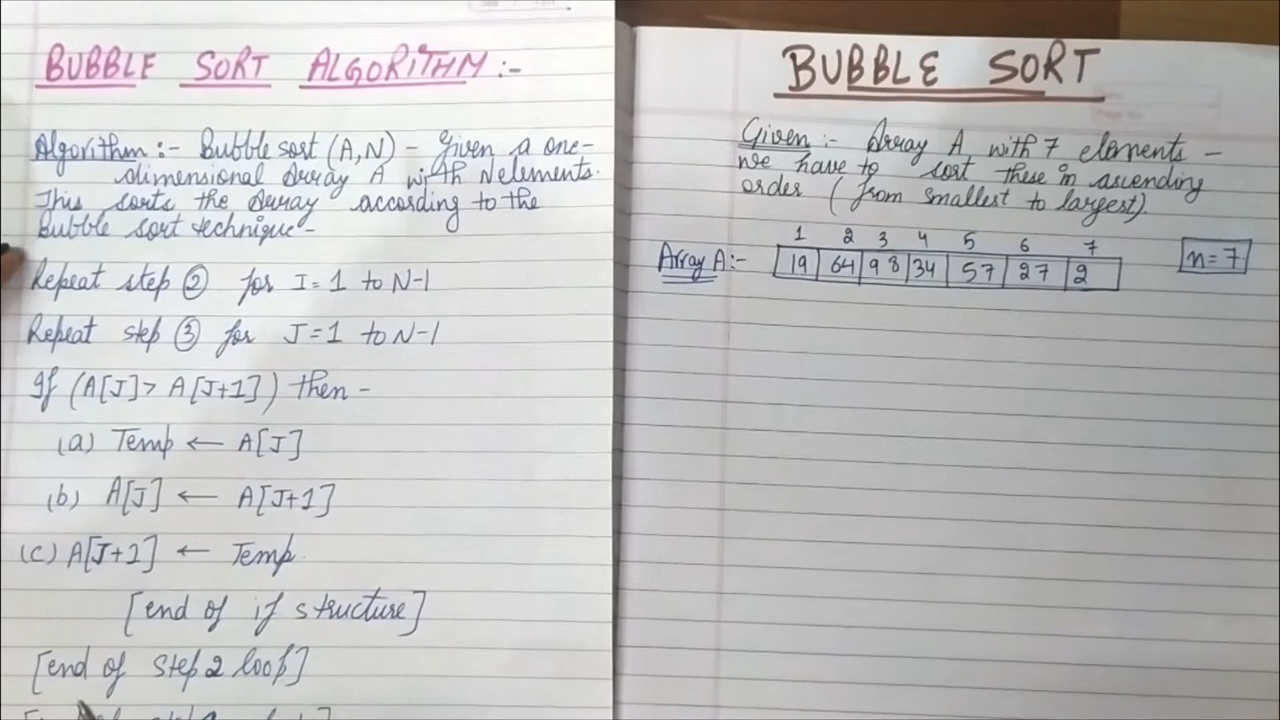 BUBBLE SORT ALGORITHM :-
Algorithm :- Bubble sort (A,N) - Given a one-
dimensional Array A with N elements.
This sorts the Array according to the
Bubble sort technique -
Repeat step ② for I = 1 to N-1
Repeat step ③ for J = 1 to N-1
If (A[J] > A[J+1]) then -
(a) Temp ← A[J]
(b) A[J] ← A[J+1]
(c) A[J+1] ← Temp.
[end of if structure]
[end of step 2 loop]
BUBBLE SORT
Given :- Array A with 7 elements -
we have to sort these in ascending
order (from smallest to largest).
1 2 3 4 5 6 7
Array A :- 19 64 98 34 57 27 2
n = 7